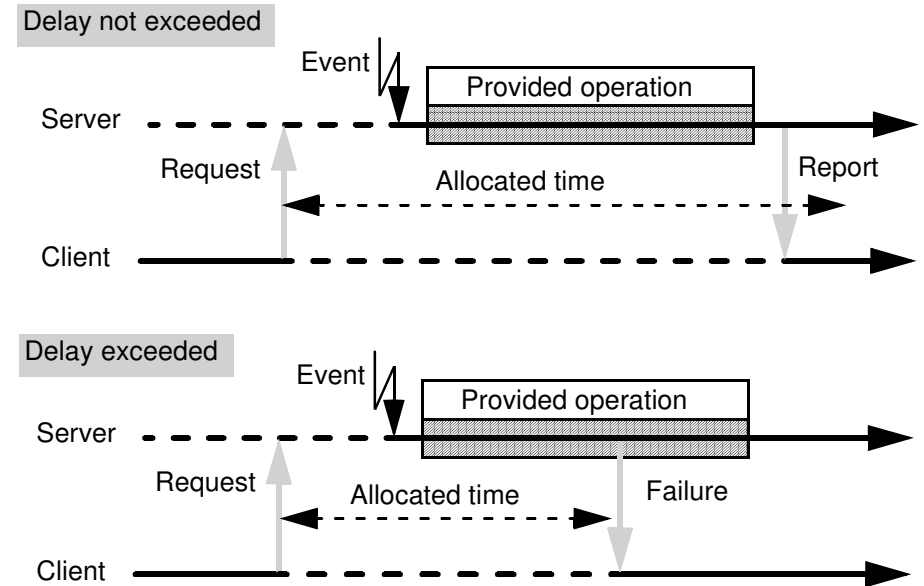 Delay not exceeded
Event
Provided operation
Server
Request
Report
Allocated time
Client
Delay exceeded
Event
Provided operation
Server
Request
Allocated time
Failure
Client